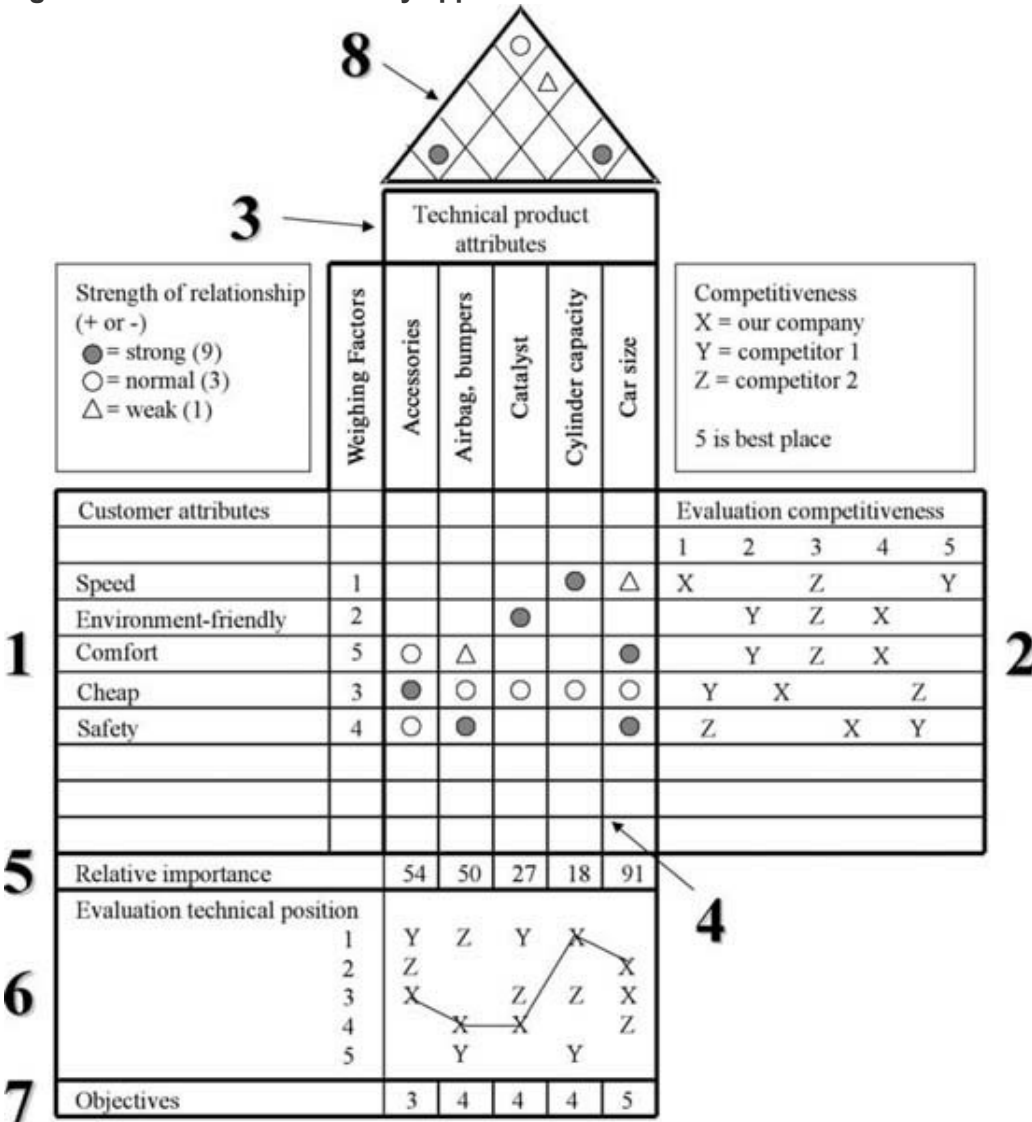 8
3
Technical product
attributes
Strength of relationship
(+ or -)
= strong (9)
= normal (3)
= weak (1)
Weighing Factors
Accessories
Airbag, bumpers
Catalyst
Cylinder capacity
Car size
Competitiveness
X = our company
Y = competitor 1
Z = competitor 2
5 is best place
Customer attributes Evaluation competitiveness
1 2 3 4 5
Speed 1 X Z Y
Environment-friendly 2 Y Z X
1
Comfort 5 Y Z X
2
Cheap 3 Y X Z
Safety 4 Z X Y
5
Relative importance 54 50 27 18 91
4
Evaluation technical position
1 Y Z Y X
2 Z X
6
3 X Z Z X
4 X X Z
5 Y Y
7
Objectives 3 4 4 4 5